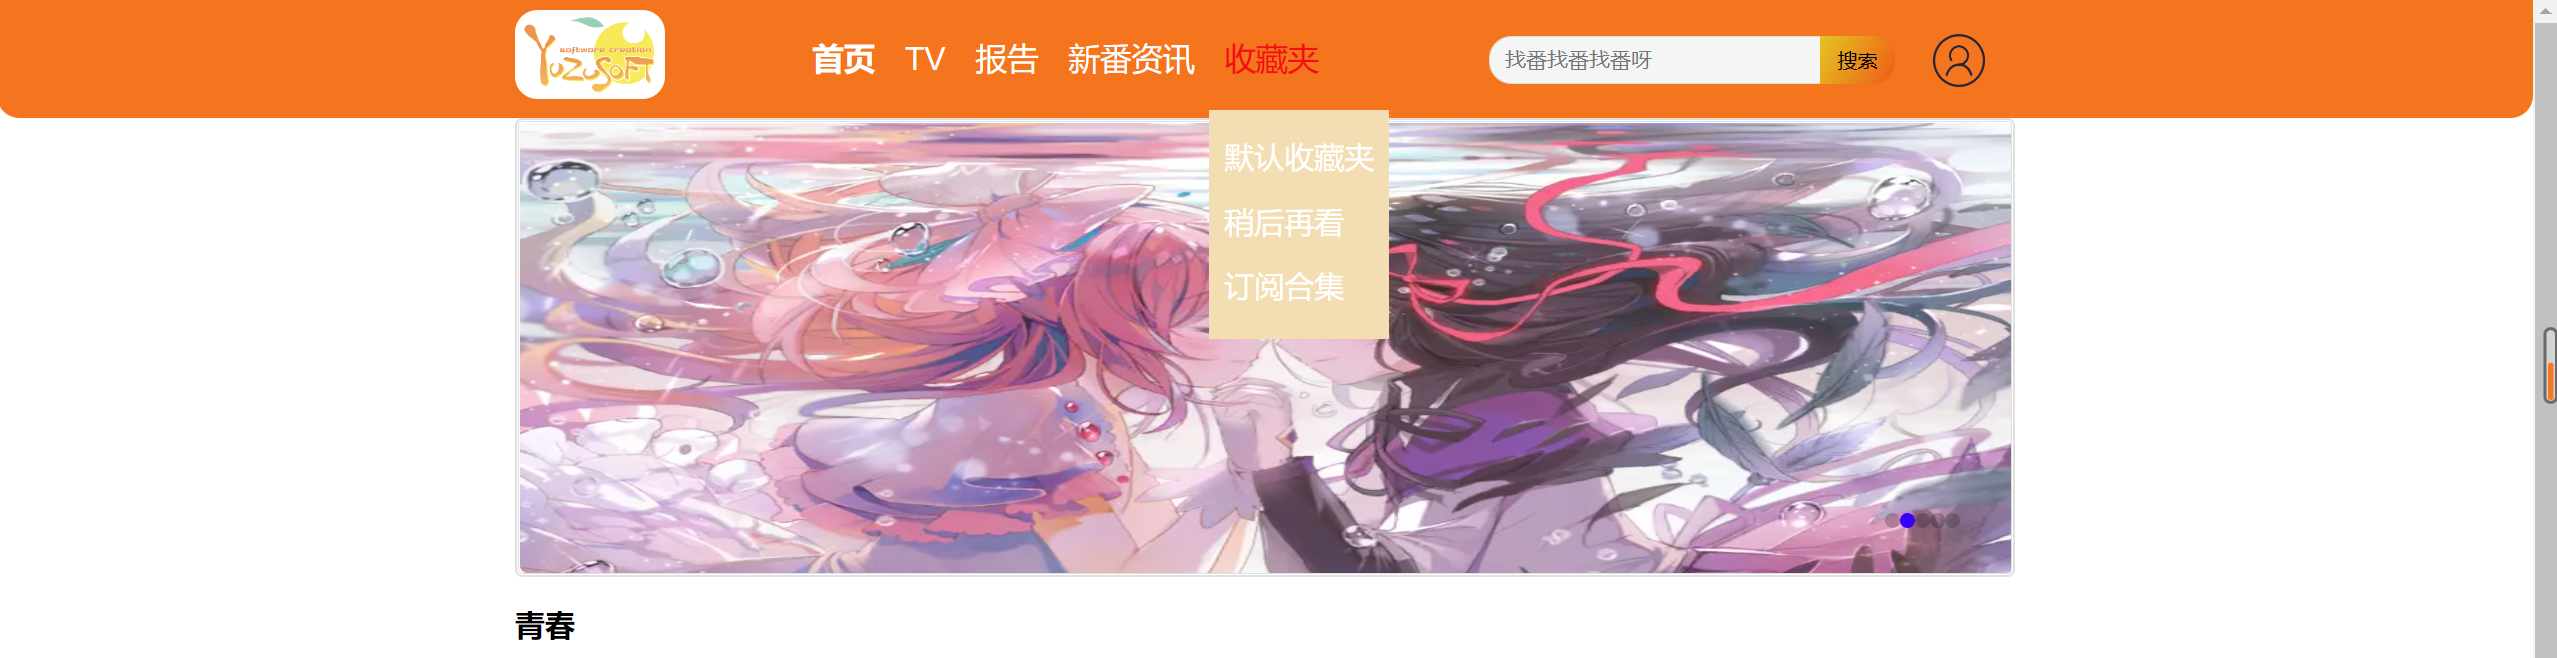 software creation
YuzuSoft
首页 TV 报告 新番资讯 收藏夹 找番找番找番呀 搜索
默认收藏夹
稍后再看
订阅合集
青春